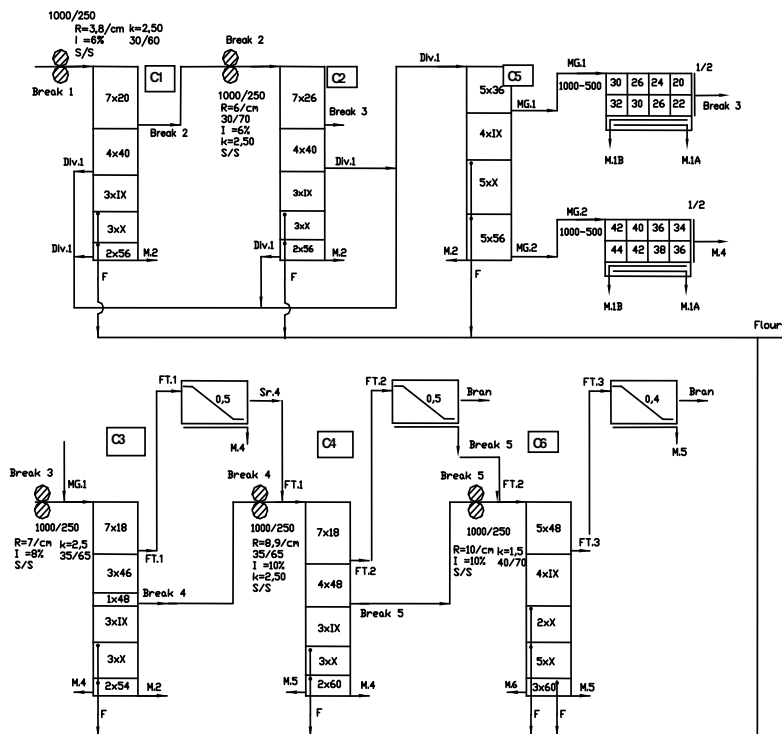 1000/250
R=3,8/cm k=2,50
I =6% 30/60
S/S
Break 1
C1
7x20
4x40
3xIX
3xX
2x56
Break 2
Div.1
Div.1
M.2
F
Break 2
1000/250
R=6/cm
30/70
I =6%
k=2,50
S/S
C2
7x26
4x40
3xIX
3xX
2x56
Break 3
Div.1
Div.1
M.2
F
Div.1
C5
5x36
4xIX
5xX
5x56
MG.1
MG.2
M.2
F
MG.1
1000-500
30 26 24 20
32 30 26 22
1/2
Break 3
M.1B M.1A
MG.2
1000-500
42 40 36 34
44 42 38 36
1/2
M.4
M.1B M.1A
Flour
Break 3
MG.1
1000/250
R=7/cm k=2,5
I =8% 35/65
S/S
C3
7x18
3x46
1x48
3xIX
3xX
2x54
FT.1
Break 4
M.4
M.2
F
FT.1
0,5
Sr.4
M.4
Break 4
FT.1
1000/250
R=8,9/cm
35/65
I =10%
k=2,50
S/S
C4
7x18
4x48
3xIX
3xX
2x60
FT.2
Break 5
M.5
M.4
F
FT.2
0,5
Bran
Break 5
Break 5
FT.2
1000/250
R=10/cm k=1,5
I =10% 40/70
S/S
C6
5x48
4xIX
2xX
5xX
3x60
FT.3
M.6
M.5
F F
FT.3
0,4
Bran
M.5